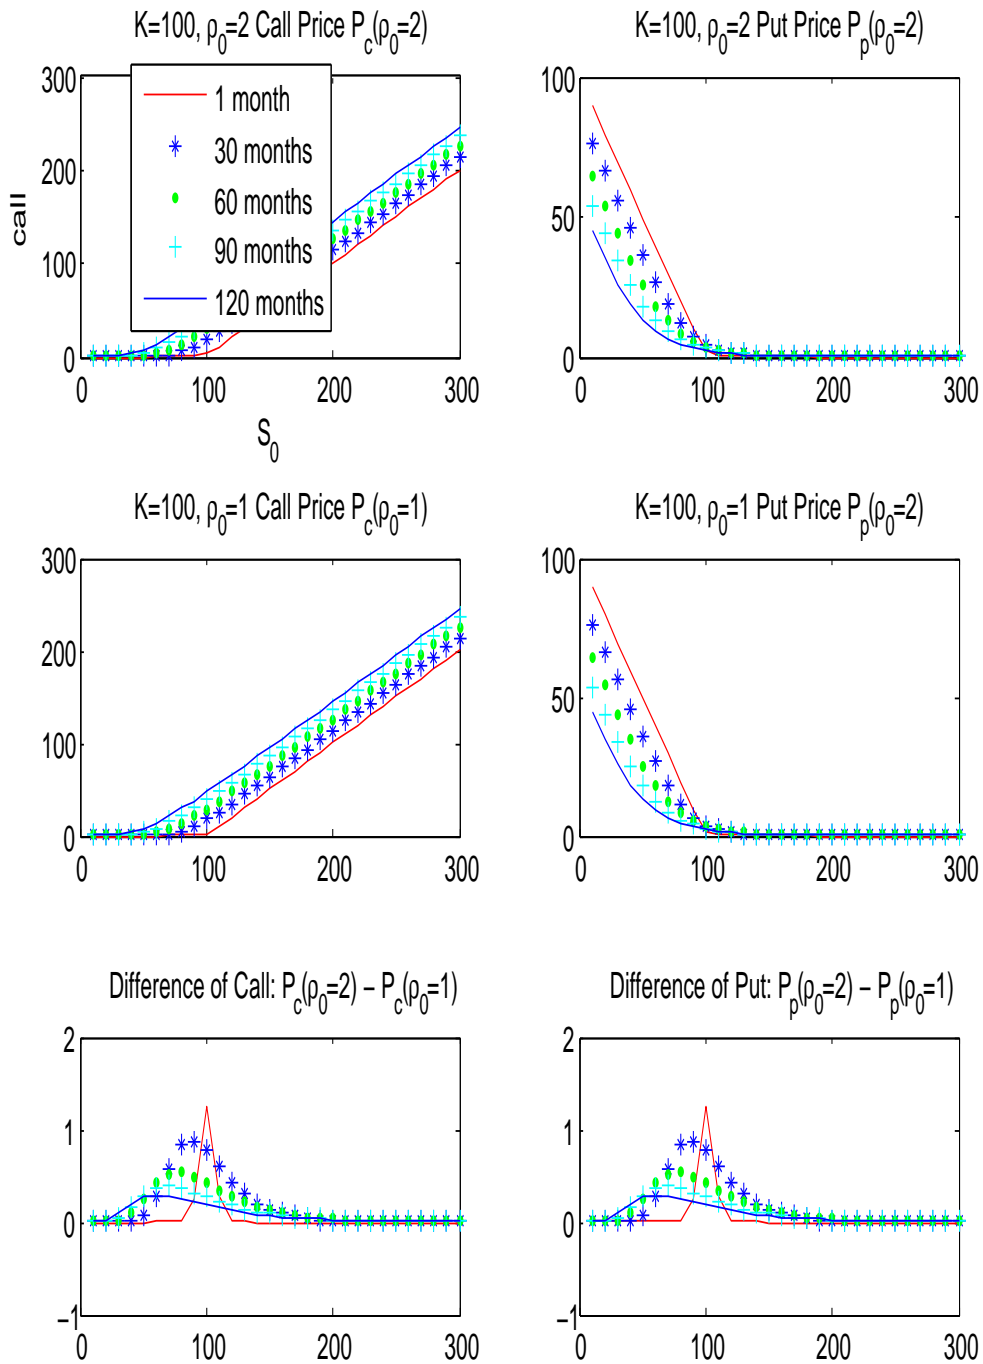 K=100, ρ0=2 Call Price Pc(ρ0=2)
300
200
100
0
call
1 month
30 months
60 months
90 months
120 months
0 100 200 300
S0
K=100, ρ0=2 Put Price Pp(ρ0=2)
100
50
0
0 100 200 300
K=100, ρ0=1 Call Price Pc(ρ0=1)
300
200
100
0
0 100 200 300
K=100, ρ0=1 Put Price Pp(ρ0=2)
100
50
0
0 100 200 300
Difference of Call: Pc(ρ0=2) − Pc(ρ0=1)
2
1
0
−1
0 100 200 300
Difference of Put: Pp(ρ0=2) − Pp(ρ0=1)
2
1
0
−1
0 100 200 300